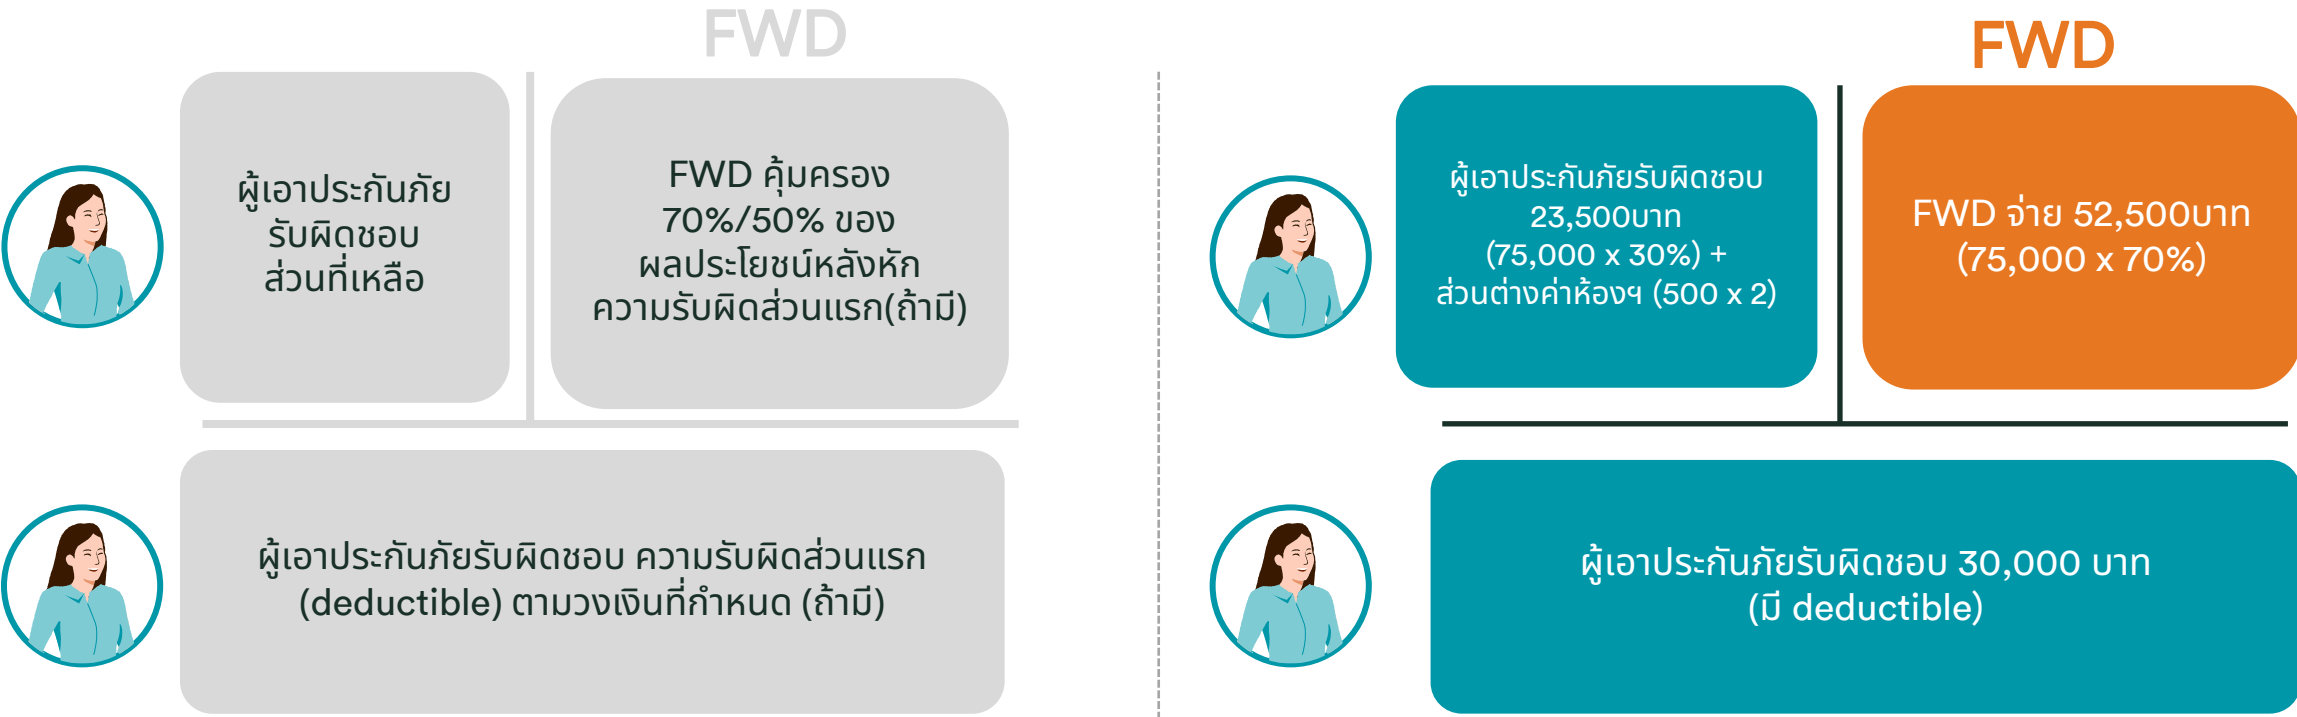 FWD
ผู้เอาประกันภัย
รับผิดชอบ
ส่วนที่เหลือ
FWD คุ้มครอง
70%/50% ของ
ผลประโยชน์หลังหัก
ความรับผิดส่วนแรก(ถ้ามี)
ผู้เอาประกันภัยรับผิดชอบ ความรับผิดส่วนแรก
(deductible) ตามวงเงินที่กำหนด (ถ้ามี)
FWD
ผู้เอาประกันภัยรับผิดชอบ
23,500บาท
(75,000 x 30%) +
ส่วนต่างค่าห้องฯ (500 x 2)
FWD จ่าย 52,500บาท
(75,000 x 70%)
ผู้เอาประกันภัยรับผิดชอบ 30,000 บาท
(มี deductible)